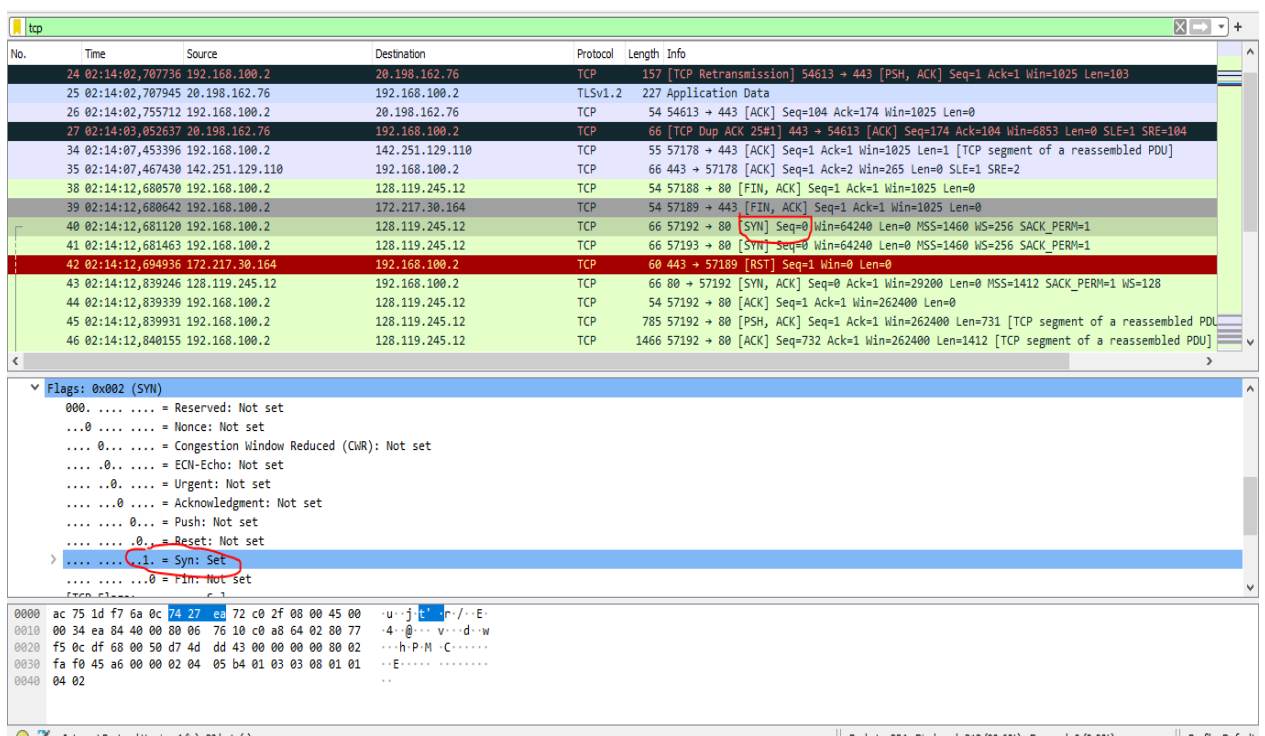 tcp
No. Time Source Destination Protocol Length Info
24 02:14:02,707736 192.168.100.2 20.198.162.76 TCP 157 [TCP Retransmission] 54613 → 443 [PSH, ACK] Seq=1 Ack=1 Win=1025 Len=103
25 02:14:02,707945 20.198.162.76 192.168.100.2 TLSv1.2 227 Application Data
26 02:14:02,755712 192.168.100.2 20.198.162.76 TCP 54 54613 → 443 [ACK] Seq=104 Ack=174 Win=1025 Len=0
27 02:14:03,052637 20.198.162.76 192.168.100.2 TCP 66 [TCP Dup ACK 25#1] 443 → 54613 [ACK] Seq=174 Ack=104 Win=6853 Len=0 SLE=1 SRE=104
34 02:14:07,453396 192.168.100.2 142.251.129.110 TCP 55 57178 → 443 [ACK] Seq=1 Ack=1 Win=1025 Len=1 [TCP segment of a reassembled PDU]
35 02:14:07,467430 142.251.129.110 192.168.100.2 TCP 66 443 → 57178 [ACK] Seq=1 Ack=2 Win=265 Len=0 SLE=1 SRE=2
38 02:14:12,680570 192.168.100.2 128.119.245.12 TCP 54 57188 → 80 [FIN, ACK] Seq=1 Ack=1 Win=1025 Len=0
39 02:14:12,680642 192.168.100.2 172.217.30.164 TCP 54 57189 → 443 [FIN, ACK] Seq=1 Ack=1 Win=1025 Len=0
40 02:14:12,681120 192.168.100.2 128.119.245.12 TCP 66 57192 → 80 [SYN] Seq=0 Win=64240 Len=0 MSS=1460 WS=256 SACK_PERM=1
41 02:14:12,681463 192.168.100.2 128.119.245.12 TCP 66 57193 → 80 [SYN] Seq=0 Win=64240 Len=0 MSS=1460 WS=256 SACK_PERM=1
42 02:14:12,694936 172.217.30.164 192.168.100.2 TCP 60 443 → 57189 [RST] Seq=1 Win=0 Len=0
43 02:14:12,839246 128.119.245.12 192.168.100.2 TCP 66 80 → 57192 [SYN, ACK] Seq=0 Ack=1 Win=29200 Len=0 MSS=1412 SACK_PERM=1 WS=128
44 02:14:12,839339 192.168.100.2 128.119.245.12 TCP 54 57192 → 80 [ACK] Seq=1 Ack=1 Win=262400 Len=0
45 02:14:12,839931 192.168.100.2 128.119.245.12 TCP 785 57192 → 80 [PSH, ACK] Seq=1 Ack=1 Win=262400 Len=731 [TCP segment of a reassembled PDU
46 02:14:12,840155 192.168.100.2 128.119.245.12 TCP 1466 57192 → 80 [ACK] Seq=732 Ack=1 Win=262400 Len=1412 [TCP segment of a reassembled PDU]
Flags: 0x002 (SYN)
000. .... .... = Reserved: Not set
...0 .... .... = Nonce: Not set
.... 0... .... = Congestion Window Reduced (CWR): Not set
.... .0.. .... = ECN-Echo: Not set
.... ..0. .... = Urgent: Not set
.... ...0 .... = Acknowledgment: Not set
.... .... 0... = Push: Not set
.... .... .0.. = Reset: Not set
.... .... ..1. = Syn: Set
.... .... ...0 = Fin: Not set
0000 ac 75 1d f7 6a 0c 74 27 ea 72 c0 2f 08 00 45 00 ·u··j·t' ·r·/··E·
0010 00 34 ea 84 40 00 80 06 76 10 c0 a8 64 02 80 77 ·4··@··· v···d··w
0020 f5 0c df 68 00 50 d7 4d dd 43 00 00 00 00 80 02 ···h·P·M ·C······
0030 fa f0 45 a6 00 00 02 04 05 b4 01 03 03 08 01 01 ··E····· ········
0040 04 02 ··